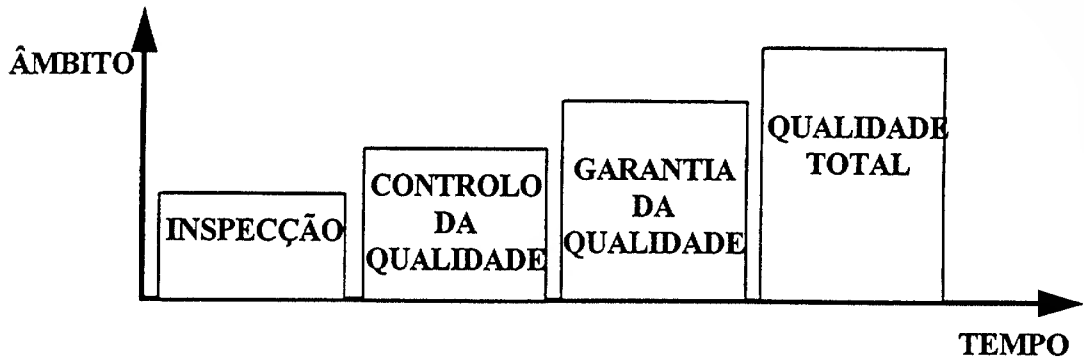 ÂMBITO
INSPECÇÃO
CONTROLO
DA
QUALIDADE
GARANTIA
DA
QUALIDADE
QUALIDADE
TOTAL
TEMPO